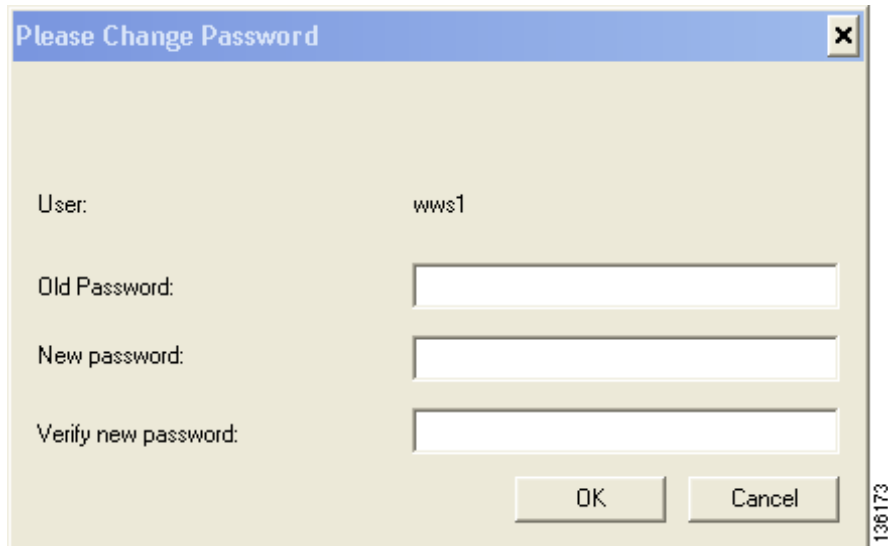 Please Change Password
User: wws1
Old Password:
New password:
Verify new password:
OK Cancel
136173